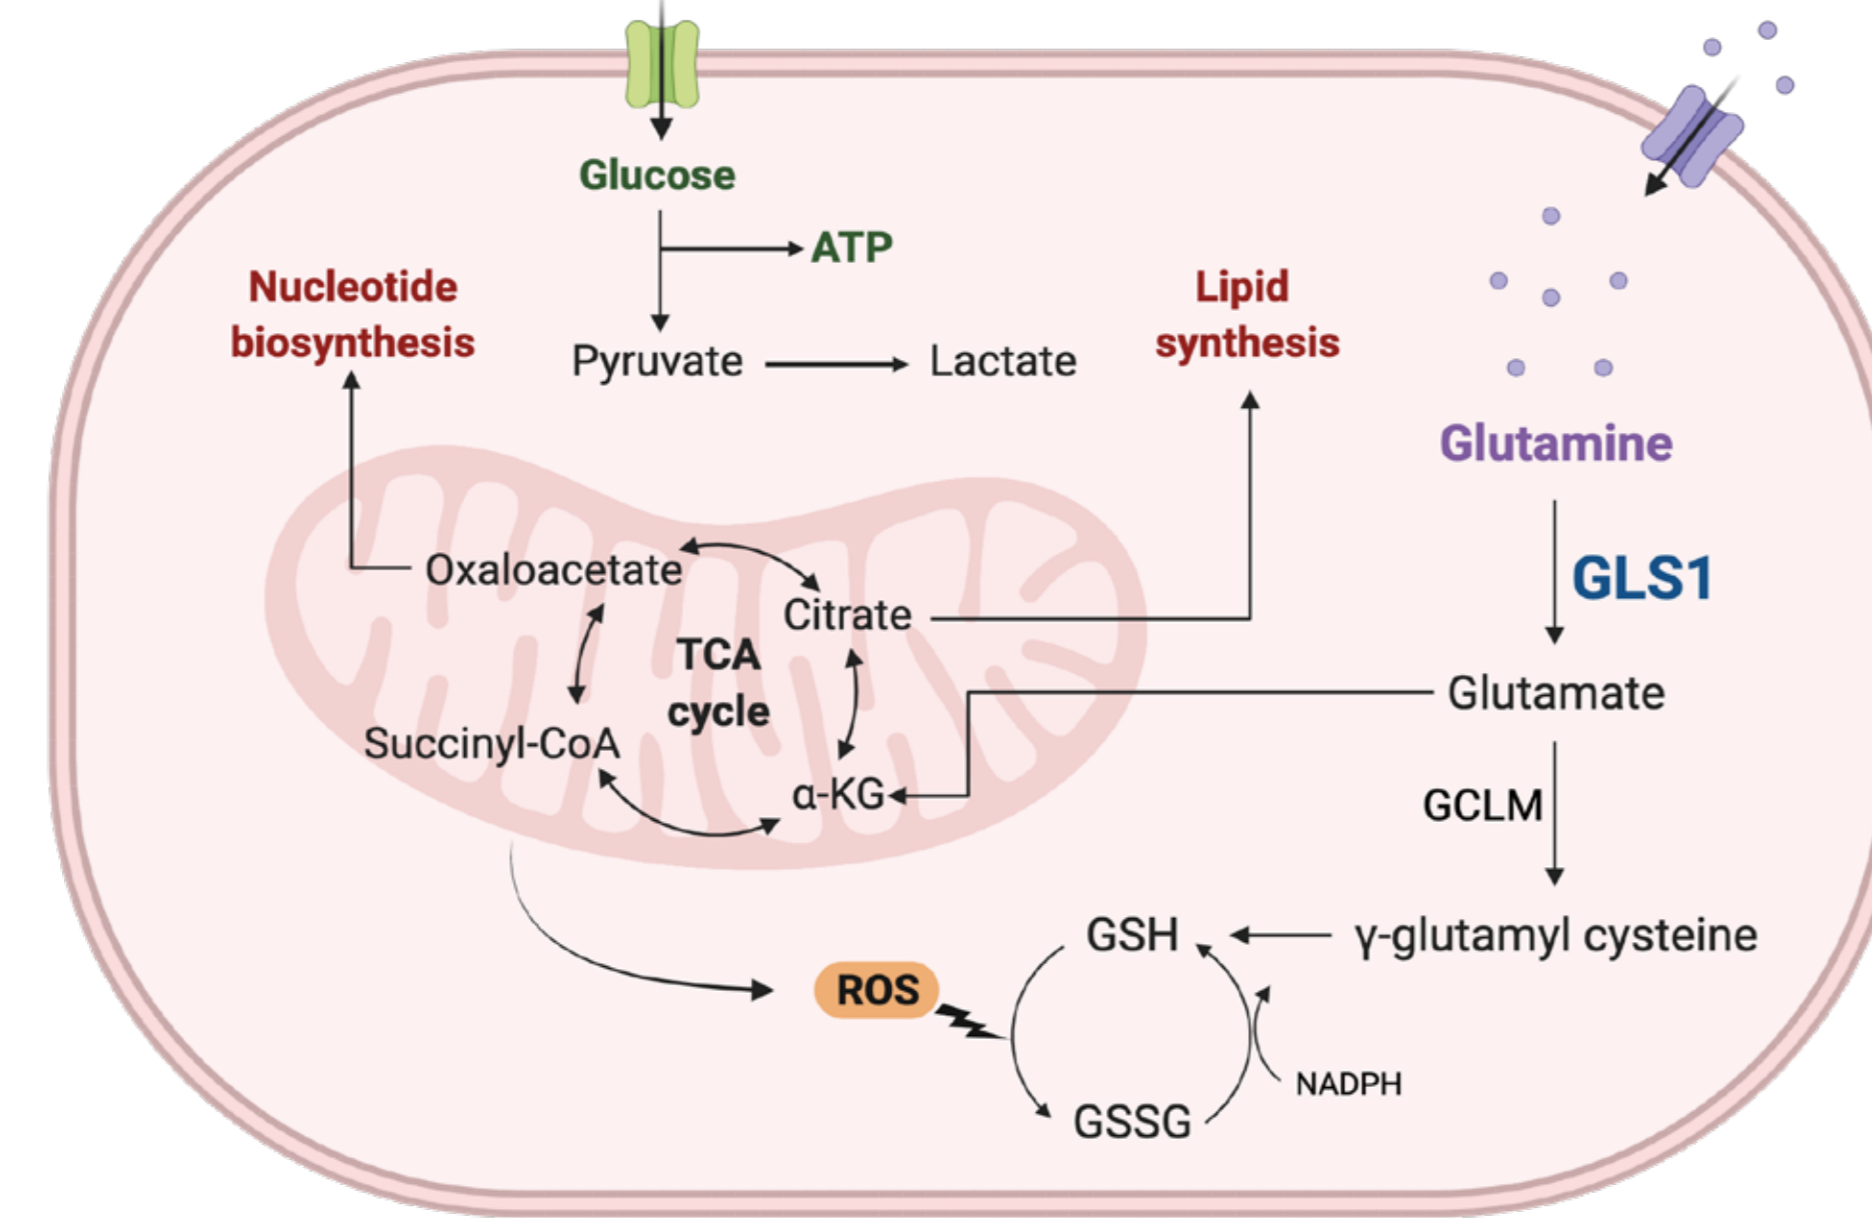 Glucose
ATP
Nucleotide
biosynthesis
Lipid
synthesis
Pyruvate
Lactate
Glutamine
Oxaloacetate
GLS1
Citrate
TCA
cycle
Glutamate
Succinyl-CoA
α-KG
GCLM
GSH
γ-glutamyl cysteine
ROS
NADPH
GSSG